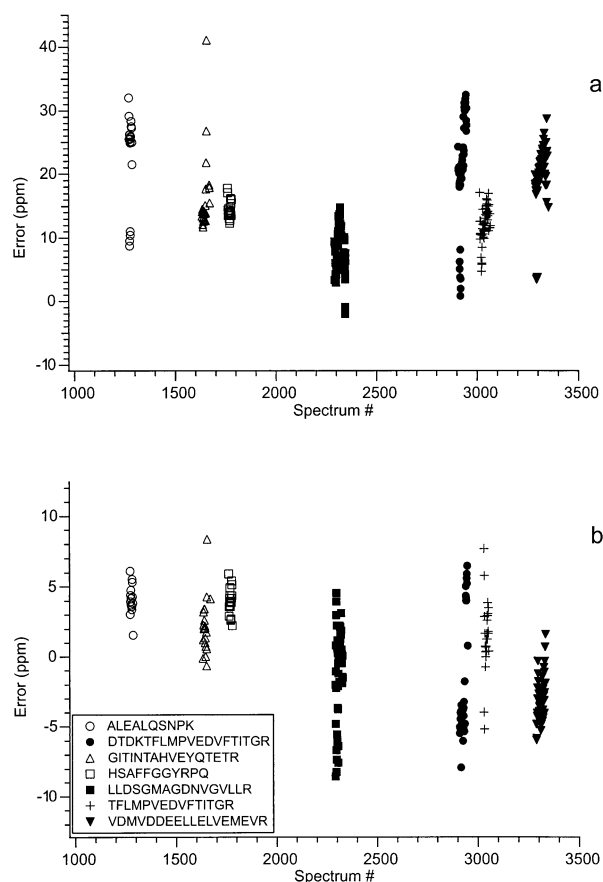 a
40
30
20
10
0
-10
Error (ppm)
1000 1500 2000 2500 3000 3500
Spectrum #
b
10
5
0
-5
-10
Error (ppm)
ALEALQSNPK
DTDKTFLMPVEDVFTITGR
GITINTAHVEYQTETR
HSAFFGGYRPQ
LLDSGMAGDNVGVLLR
TFLMPVEDVFTITGR
VDMVDDEELLELVEMEVR
1000 1500 2000 2500 3000 3500
Spectrum #